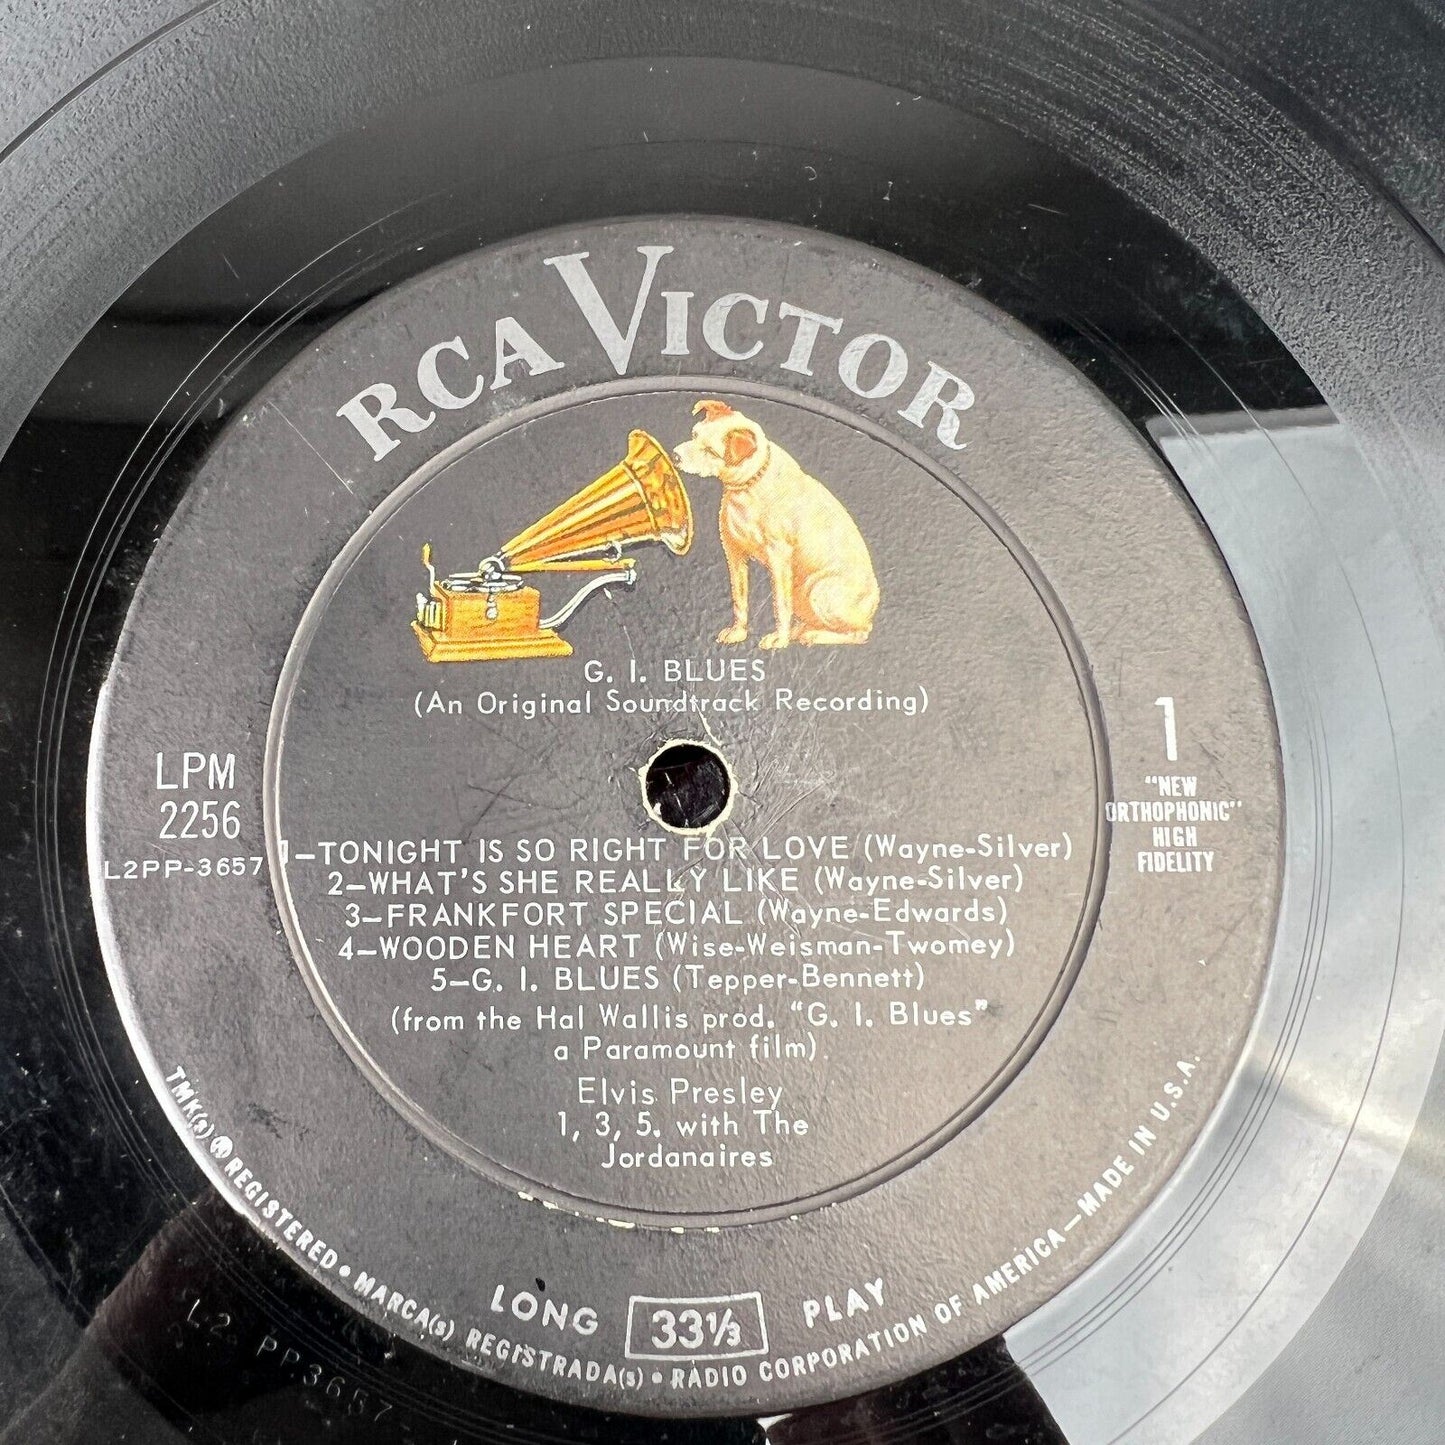 RCA VICTOR
G. I. BLUES
(An Original Soundtrack Recording)
LPM
2256
L2PP-3657
1
"NEW
ORTHOPHONIC"
HIGH
FIDELITY
1—TONIGHT IS SO RIGHT FOR LOVE (Wayne-Silver)
2—WHAT'S SHE REALLY LIKE (Wayne-Silver)
3—FRANKFORT SPECIAL (Wayne-Edwards)
4—WOODEN HEART (Wise-Weisman-Twomey)
5—G. I. BLUES (Tepper-Bennett)
(from the Hal Wallis prod. "G. I. Blues"
a Paramount film).
Elvis Presley
1, 3, 5. with The
Jordanaires
LONG 33⅓ PLAY
TMK(s) ® REGISTERED • MARCA(s) REGISTRADA(s) • RADIO CORPORATION OF AMERICA—MADE IN U.S.A.
L2 PP.3657